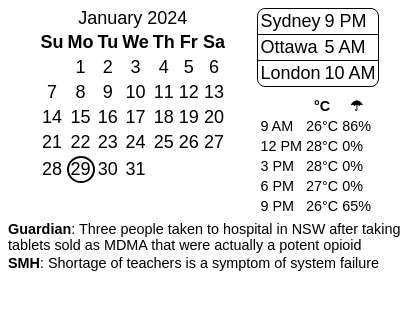 January 2024
Su Mo Tu We Th Fr Sa
1 2 3 4 5 6
7 8 9 10 11 12 13
14 15 16 17 18 19 20
21 22 23 24 25 26 27
28 29 30 31
Sydney 9 PM
Ottawa 5 AM
London 10 AM
°C ☂
9 AM 26°C 86%
12 PM 28°C 0%
3 PM 28°C 0%
6 PM 27°C 0%
9 PM 26°C 65%
Guardian: Three people taken to hospital in NSW after taking
tablets sold as MDMA that were actually a potent opioid
SMH: Shortage of teachers is a symptom of system failure